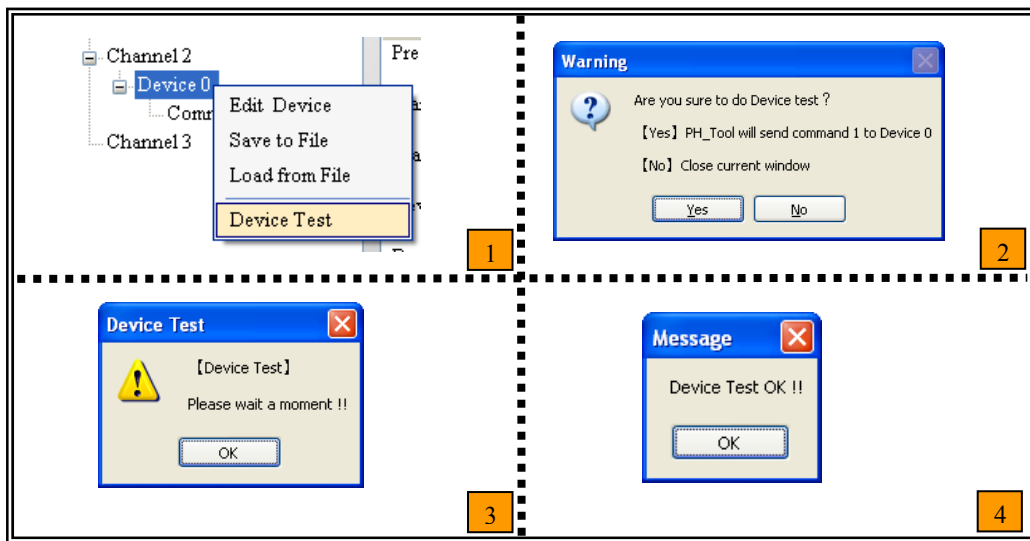 Channel 2
Device 0
Comm
Channel 3
Pre
Edit Device
Save to File
Load from File
Device Test
1
Warning
Are you sure to do Device test ?
【Yes】PH_Tool will send command 1 to Device 0
【No】Close current window
Yes No
2
Device Test
【Device Test】
Please wait a moment !!
OK
3
Message
Device Test OK !!
OK
4